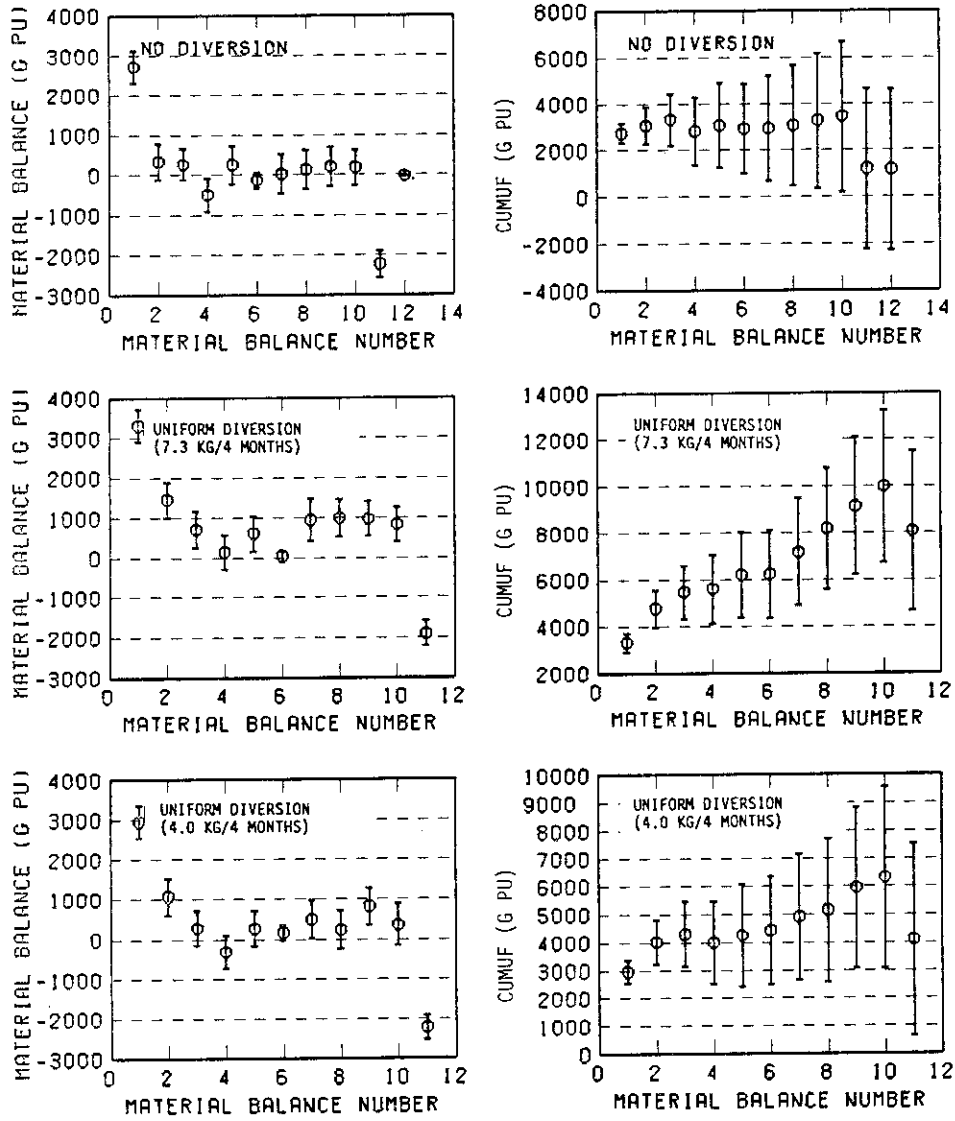 MATERIAL BALANCE (G PU)
4000
3000
2000
1000
0
-1000
-2000
-3000
NO DIVERSION
0 2 4 6 8 10 12 14
MATERIAL BALANCE NUMBER
CUMUF (G PU)
8000
6000
4000
2000
0
-2000
-4000
NO DIVERSION
0 2 4 6 8 10 12 14
MATERIAL BALANCE NUMBER
MATERIAL BALANCE (G PU)
4000
3000
2000
1000
0
-1000
-2000
-3000
UNIFORM DIVERSION
(7.3 KG/4 MONTHS)
0 2 4 6 8 10 12
MATERIAL BALANCE NUMBER
CUMUF (G PU)
14000
12000
10000
8000
6000
4000
2000
UNIFORM DIVERSION
(7.3 KG/4 MONTHS)
0 2 4 6 8 10 12
MATERIAL BALANCE NUMBER
MATERIAL BALANCE (G PU)
4000
3000
2000
1000
0
-1000
-2000
-3000
UNIFORM DIVERSION
(4.0 KG/4 MONTHS)
0 2 4 6 8 10 12
MATERIAL BALANCE NUMBER
CUMUF (G PU)
10000
9000
8000
7000
6000
5000
4000
3000
2000
1000
0
UNIFORM DIVERSION
(4.0 KG/4 MONTHS)
0 2 4 6 8 10 12
MATERIAL BALANCE NUMBER